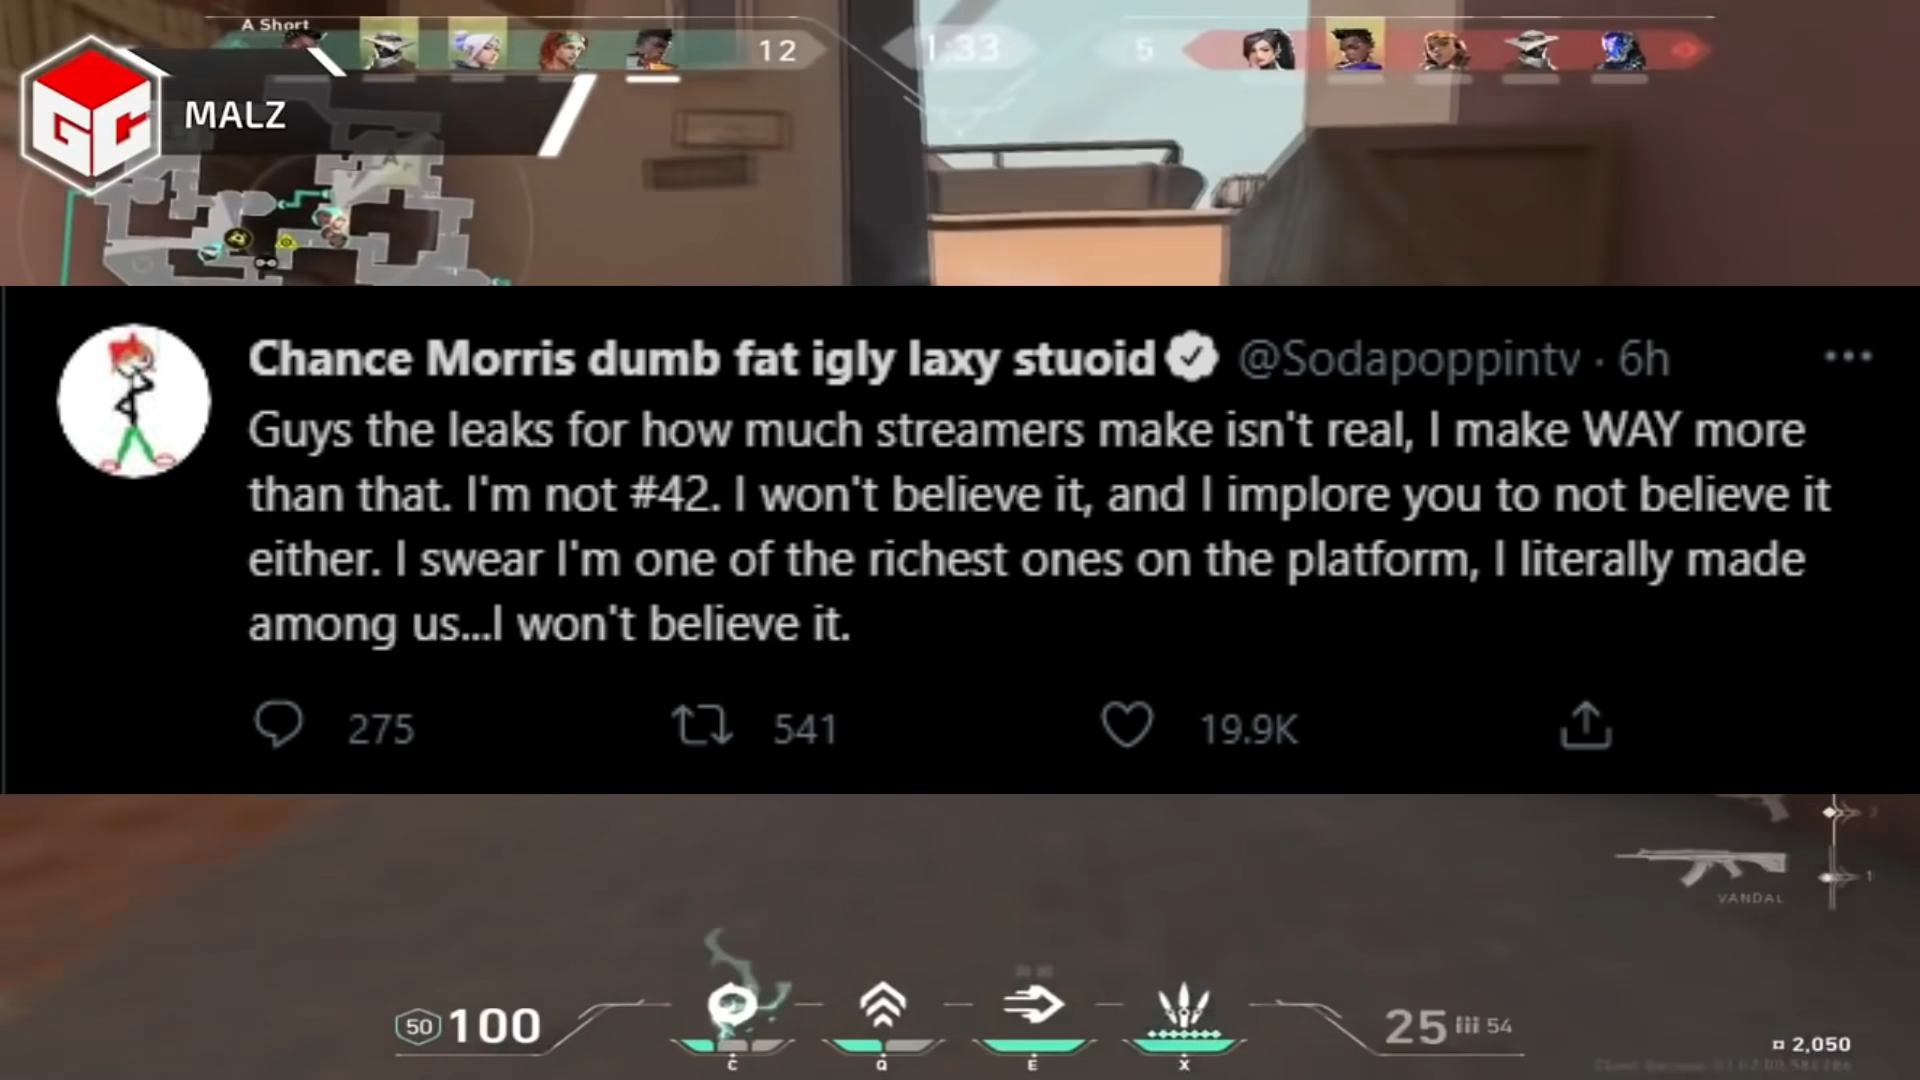 A Short
12
1:33
5
GC
MALZ
A
Chance Morris dumb fat igly laxy stuoid @Sodapoppintv · 6h
Guys the leaks for how much streamers make isn't real, I make WAY more
than that. I'm not #42. I won't believe it, and I implore you to not believe it
either. I swear I'm one of the richest ones on the platform, I literally made
among us...I won't believe it.
275 541 19.9K
2
1
VANDAL
50 100
25 54
C Q E X
¤ 2,050